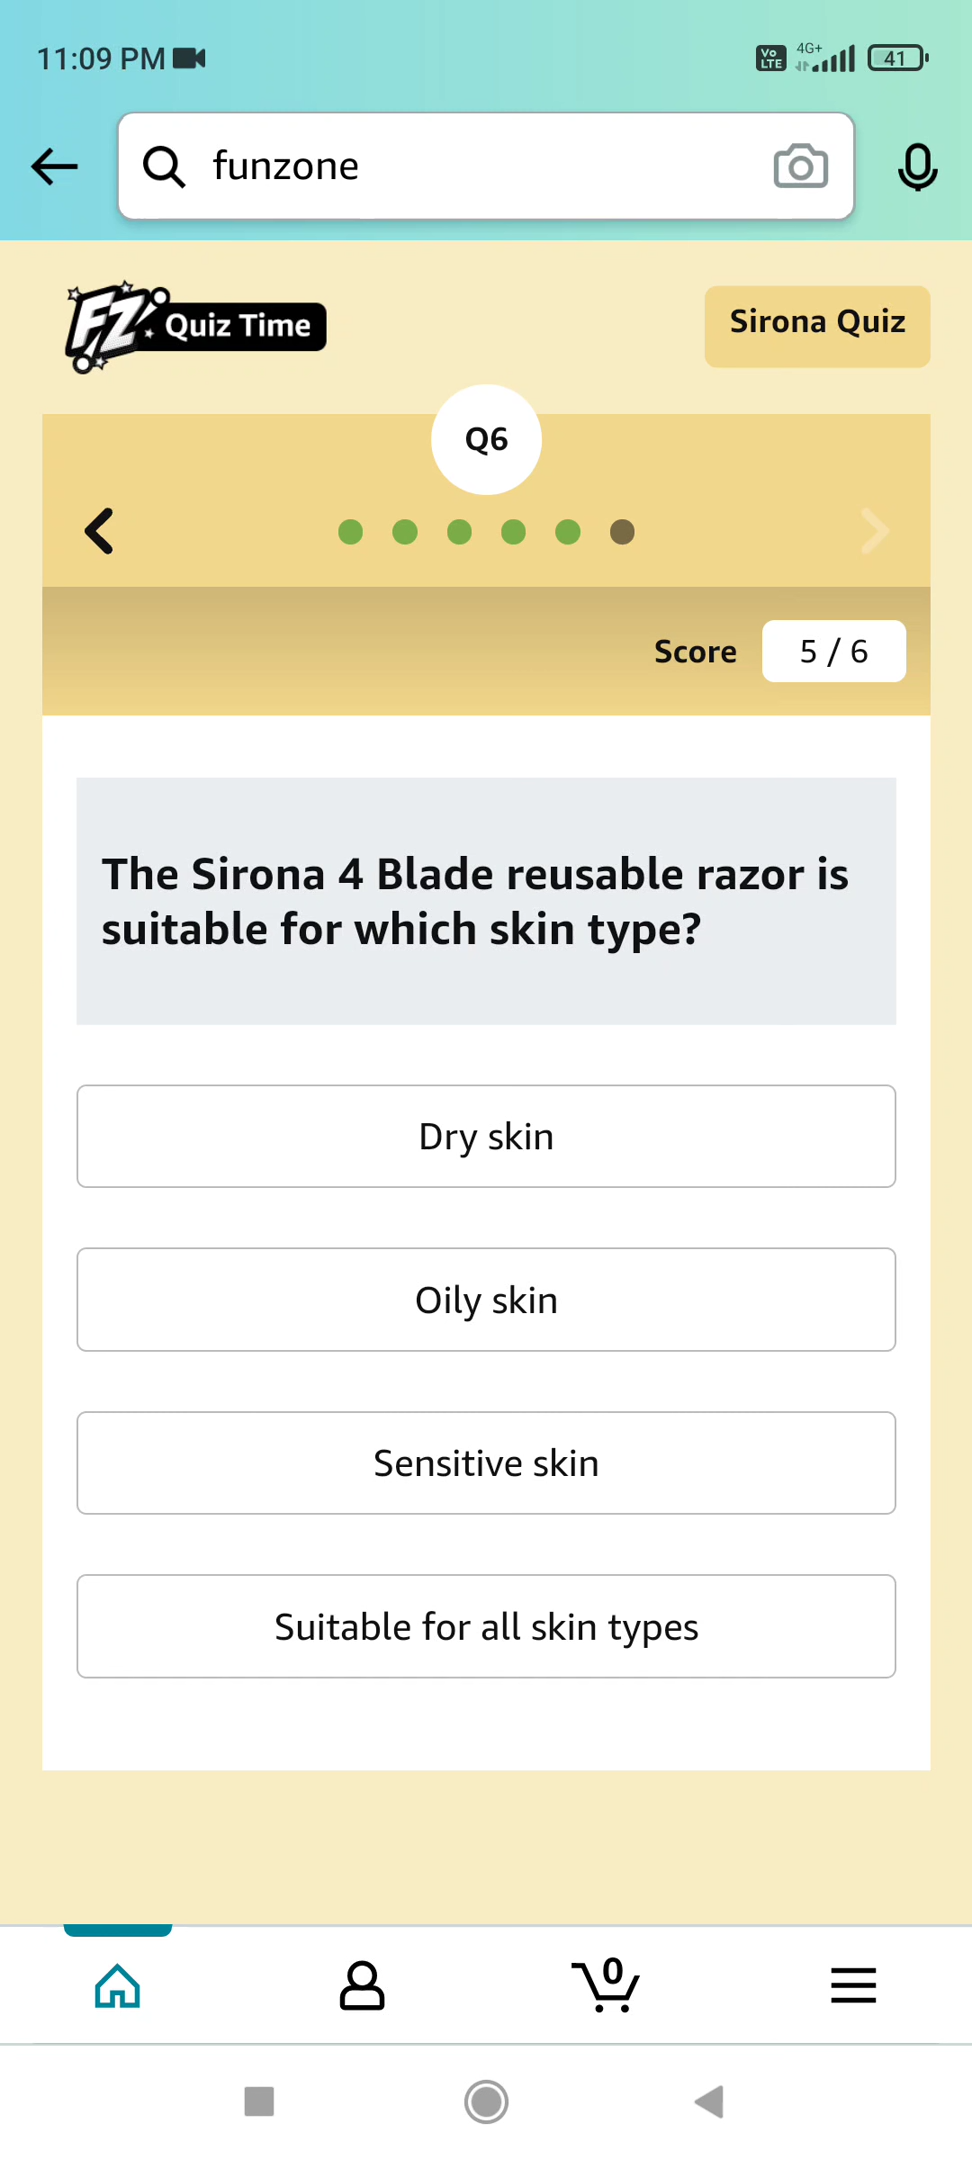 11:09 PM
Vo LTE 4G+ 41
funzone
FZ Quiz Time
Sirona Quiz
Q6
Score 5 / 6
The Sirona 4 Blade reusable razor is
suitable for which skin type?
Dry skin
Oily skin
Sensitive skin
Suitable for all skin types
0